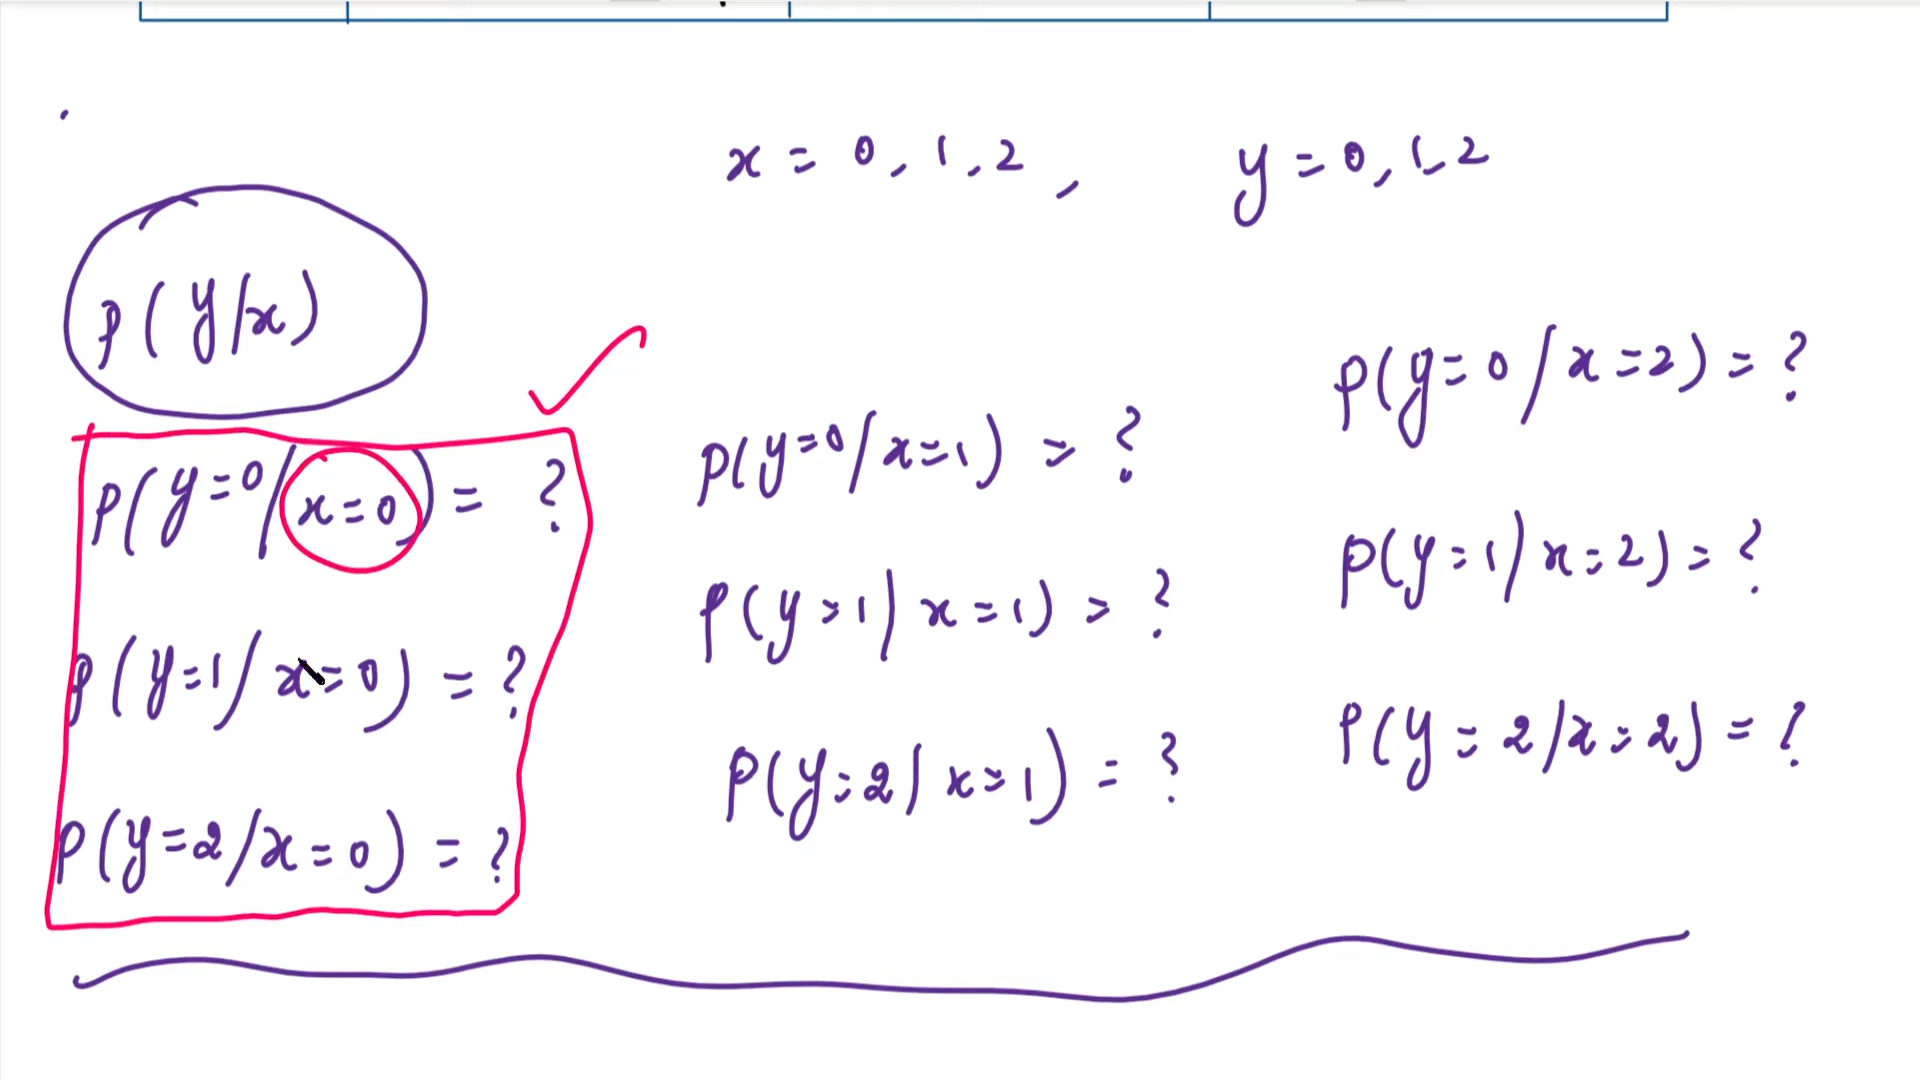 x = 0, 1, 2 , y = 0, 1, 2
P(y/x)
P(y=0/x=0) = ?
P(y=1/x=0) = ?
P(y=2/x=0) = ?
P(y=0/x=1) = ?
P(y=1/x=1) = ?
P(y=2/x=1) = ?
P(y=0/x=2) = ?
P(y=1/x=2) = ?
P(y=2/x=2) = ?